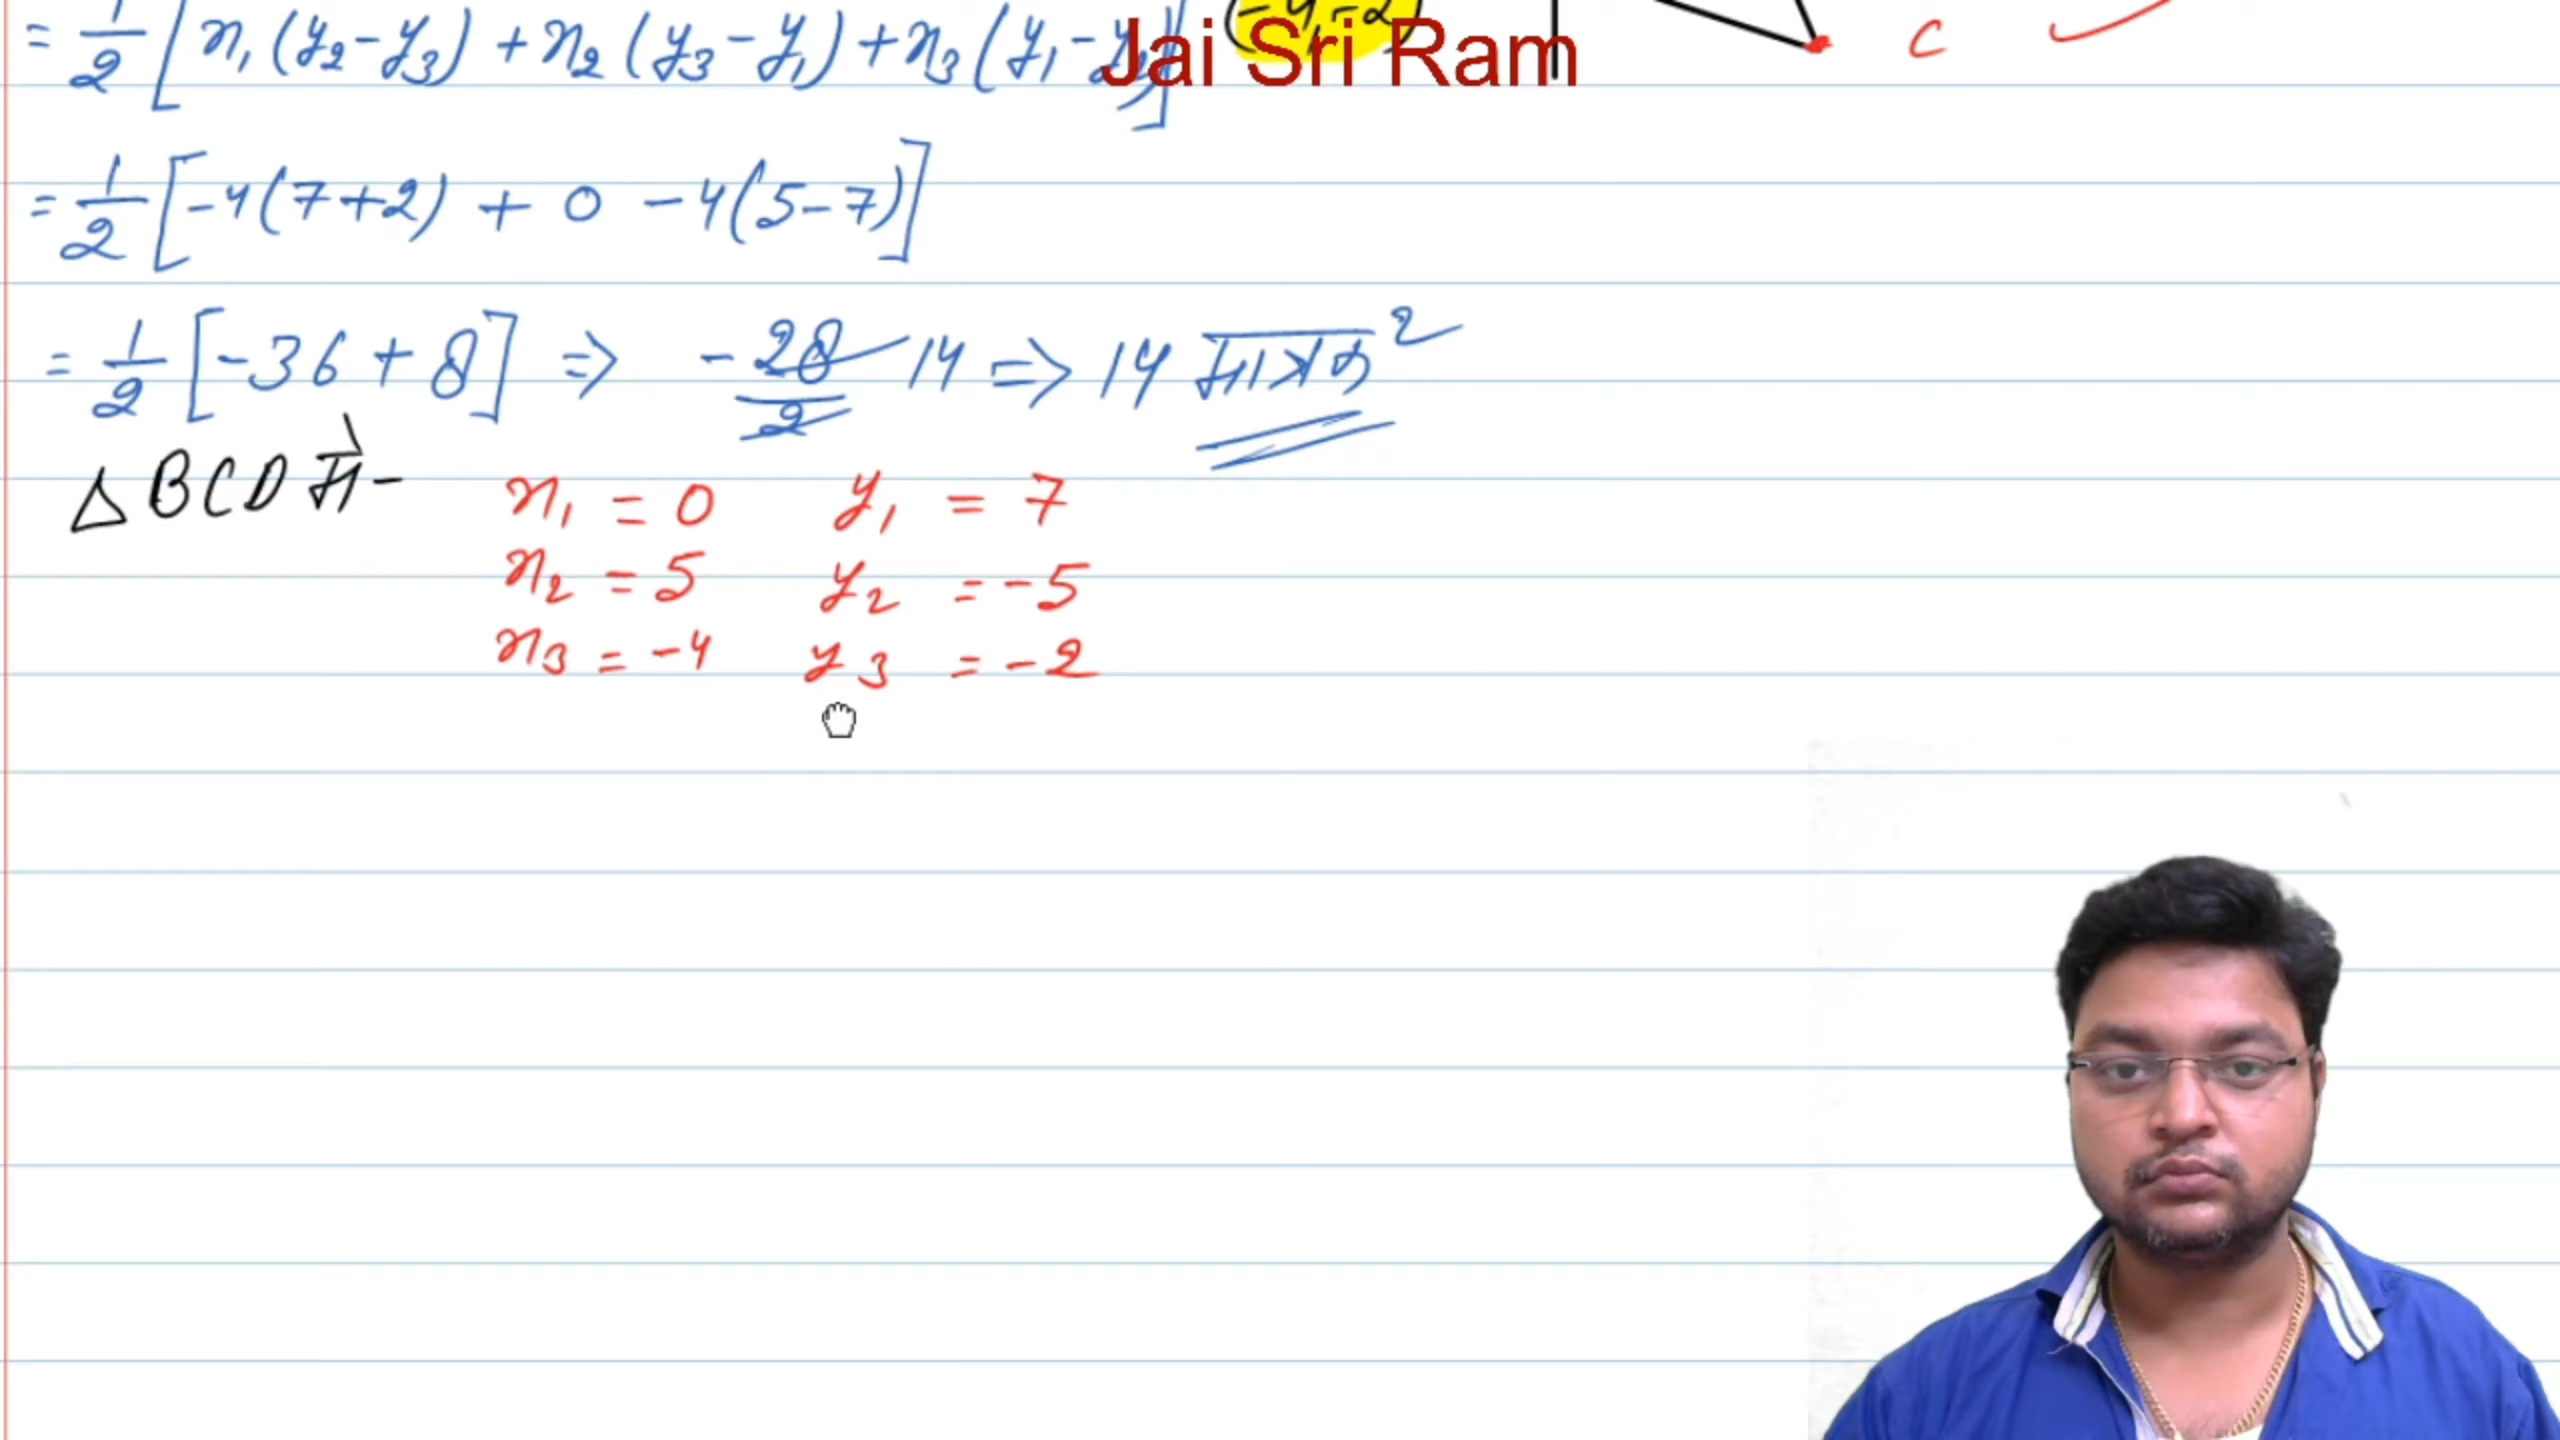 = 1/2 [x₁(y₂-y₃) + x₂(y₃-y₁) + x₃(y₁-y₂)] (-4,-2) C
Jai Sri Ram
= 1/2 [-4(7+2) + 0 -4(5-7)]
= 1/2 [-36+8] => -28/2 14 => 14 मात्रक²
△BCD में- x₁ = 0 y₁ = 7
x₂ = 5 y₂ = -5
x₃ = -4 y₃ = -2